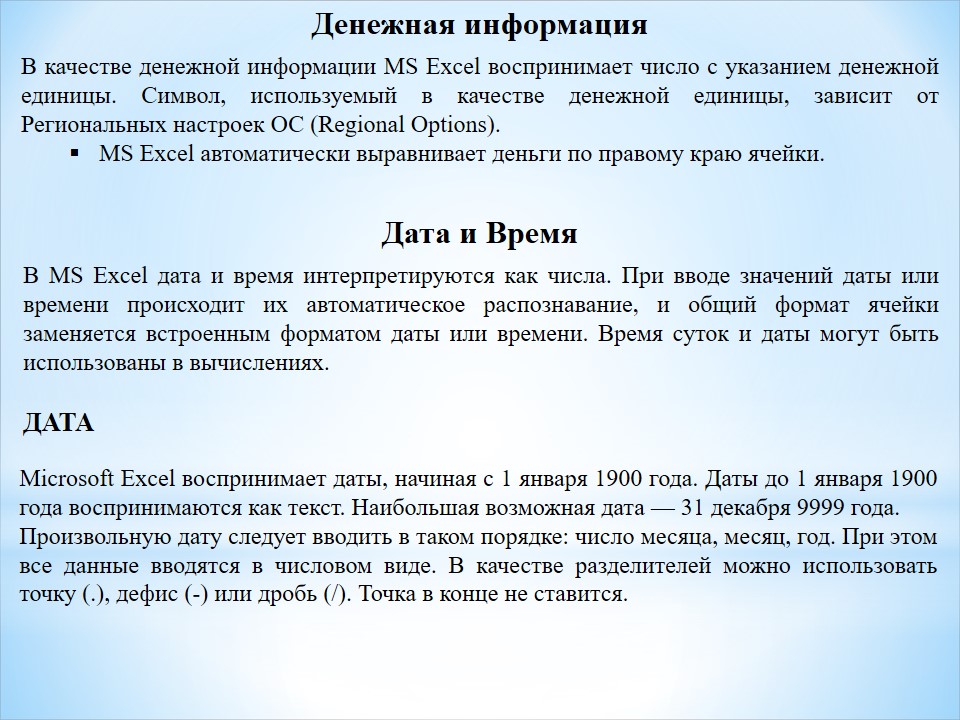 Денежная информация
В качестве денежной информации MS Excel воспринимает число с указанием денежной
единицы. Символ, используемый в качестве денежной единицы, зависит от
Региональных настроек ОС (Regional Options).
▪ MS Excel автоматически выравнивает деньги по правому краю ячейки.
Дата и Время
В MS Excel дата и время интерпретируются как числа. При вводе значений даты или
времени происходит их автоматическое распознавание, и общий формат ячейки
заменяется встроенным форматом даты или времени. Время суток и даты могут быть
использованы в вычислениях.
ДАТА
Microsoft Excel воспринимает даты, начиная с 1 января 1900 года. Даты до 1 января 1900
года воспринимаются как текст. Наибольшая возможная дата — 31 декабря 9999 года.
Произвольную дату следует вводить в таком порядке: число месяца, месяц, год. При этом
все данные вводятся в числовом виде. В качестве разделителей можно использовать
точку (.), дефис (-) или дробь (/). Точка в конце не ставится.